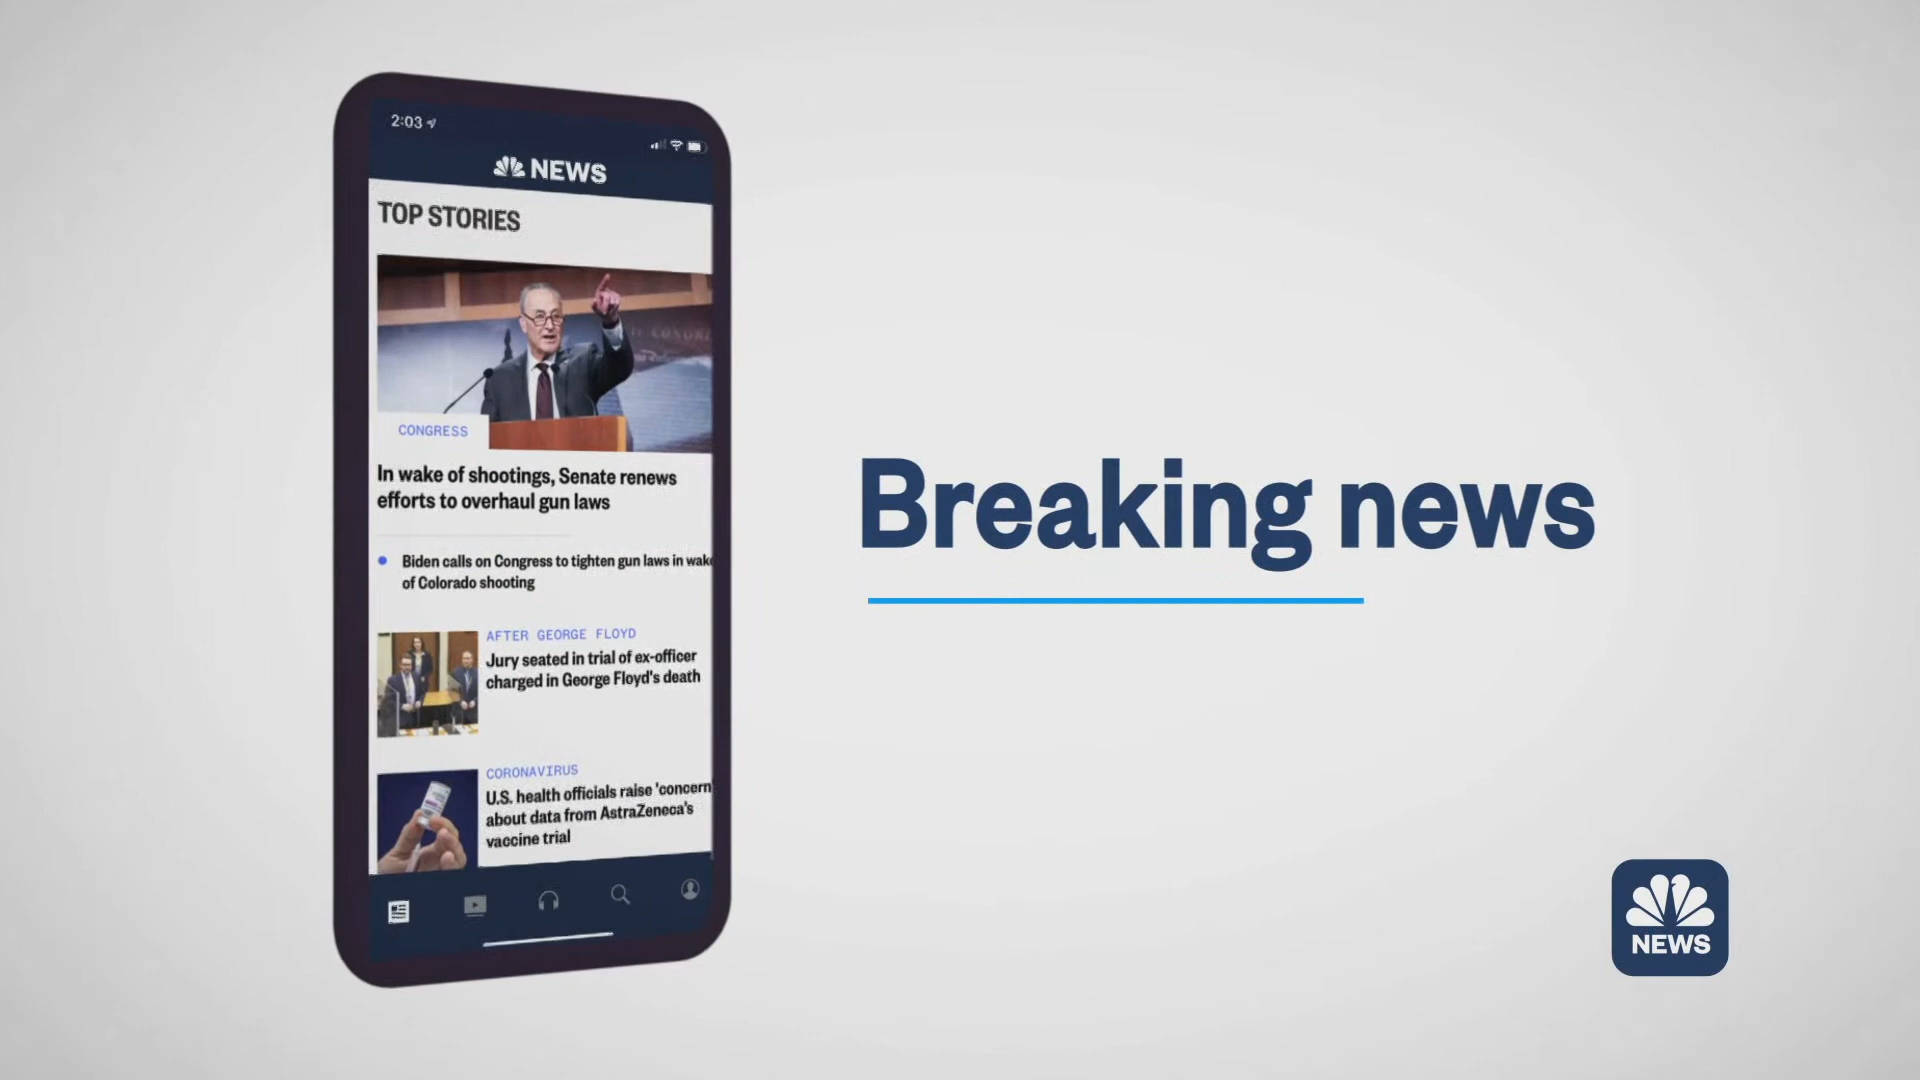 2:03
NEWS
TOP STORIES
CONGRESS
In wake of shootings, Senate renews
efforts to overhaul gun laws
Biden calls on Congress to tighten gun laws in wake
of Colorado shooting
AFTER GEORGE FLOYD
Jury seated in trial of ex-officer
charged in George Floyd's death
CORONAVIRUS
U.S. health officials raise 'concern'
about data from AstraZeneca's
vaccine trial
Breaking news
NEWS